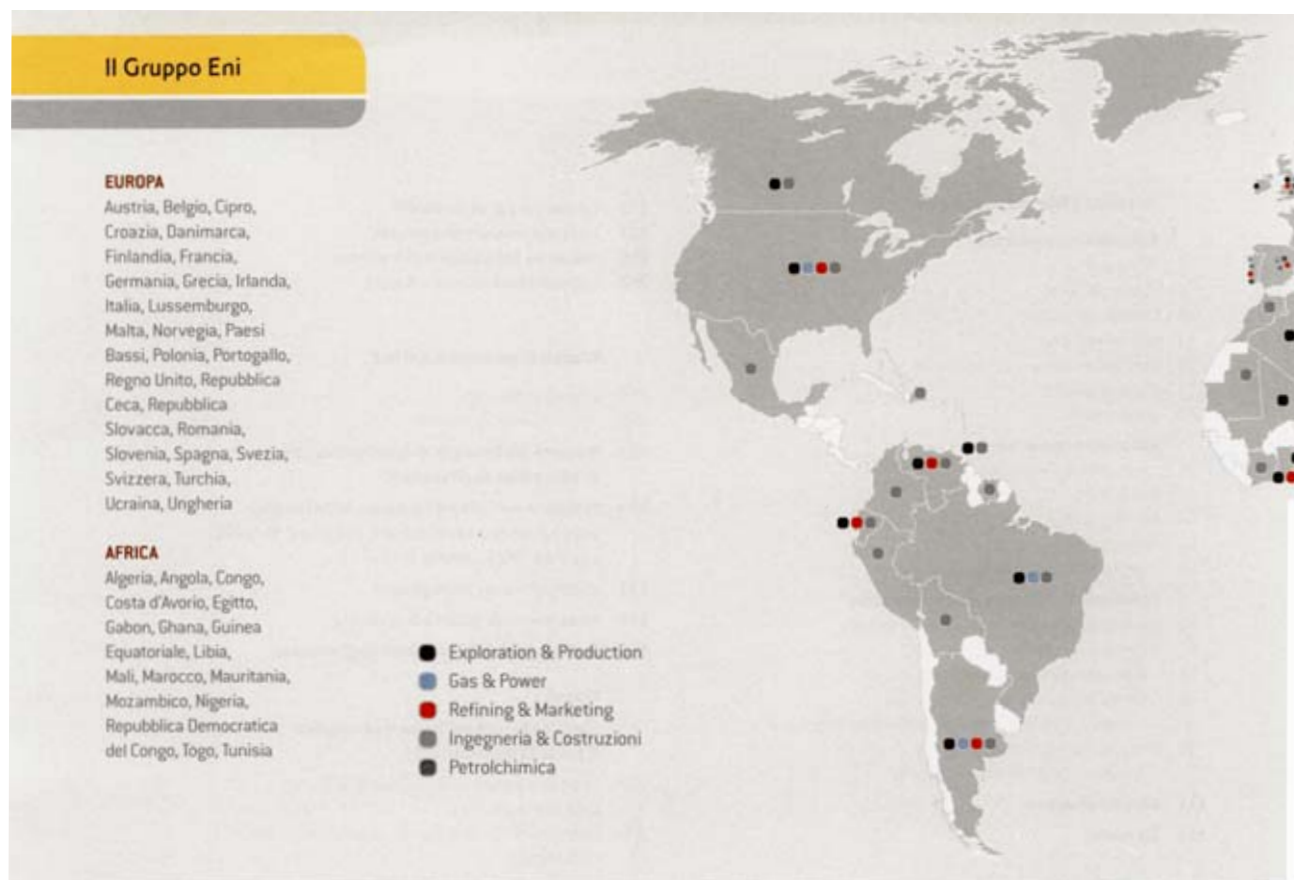 Il Gruppo Eni
EUROPA
Austria, Belgio, Cipro,
Croazia, Danimarca,
Finlandia, Francia,
Germania, Grecia, Irlanda,
Italia, Lussemburgo,
Malta, Norvegia, Paesi
Bassi, Polonia, Portogallo,
Regno Unito, Repubblica
Ceca, Repubblica
Slovacca, Romania,
Slovenia, Spagna, Svezia,
Svizzera, Turchia,
Ucraina, Ungheria
AFRICA
Algeria, Angola, Congo,
Costa d'Avorio, Egitto,
Gabon, Ghana, Guinea
Equatoriale, Libia,
Mali, Marocco, Mauritania,
Mozambico, Nigeria,
Repubblica Democratica
del Congo, Togo, Tunisia
Exploration & Production
Gas & Power
Refining & Marketing
Ingegneria & Costruzioni
Petrolchimica